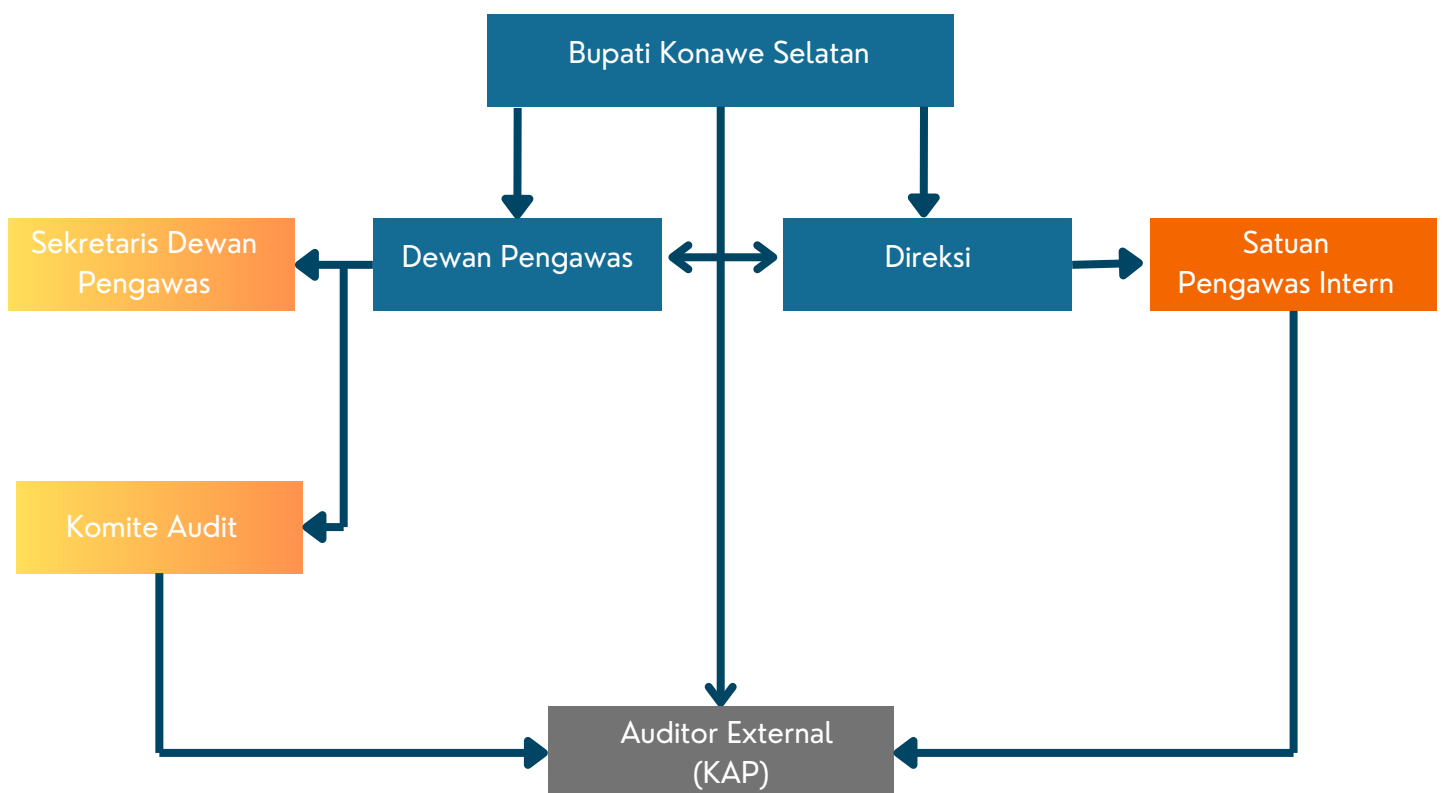 Bupati Konawe Selatan
Sekretaris Dewan
Pengawas
Dewan Pengawas
Direksi
Satuan
Pengawas Intern
Komite Audit
Auditor External
(KAP)